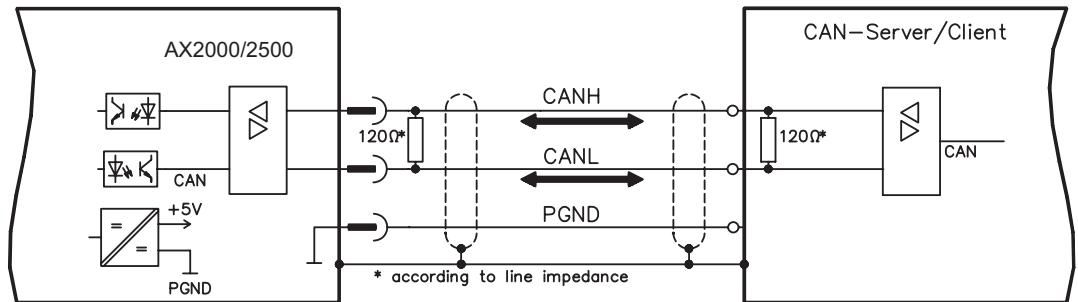 AX2000/2500
CAN-Server/Client
CANH
120Ω*
120Ω*
CANL
CAN
CAN
+5V
PGND
=
=
PGND
* according to line impedance